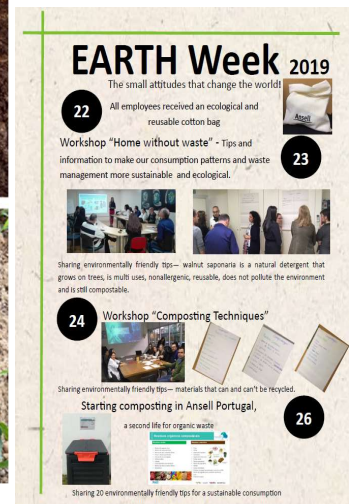 EARTH Week 2019
The small attitudes that change the world!
22
All employees received an ecological and
reusable cotton bag
Ansell
Workshop "Home without waste" - Tips and
information to make our consumption patterns and waste
management more sustainable and ecological.
23
Sharing environmentally friendly tips— walnut saponaria is a natural detergent that
grows on trees, is multi uses, nonallergenic, reusable, does not pollute the environment
and is still compostable.
24
Workshop "Composting Techniques"
Sharing environmentally friendly tips— materials that can and can't be recycled.
Starting composting in Ansell Portugal,
a second life for organic waste
26
Sharing 20 environmentally friendly tips for a sustainable consumption